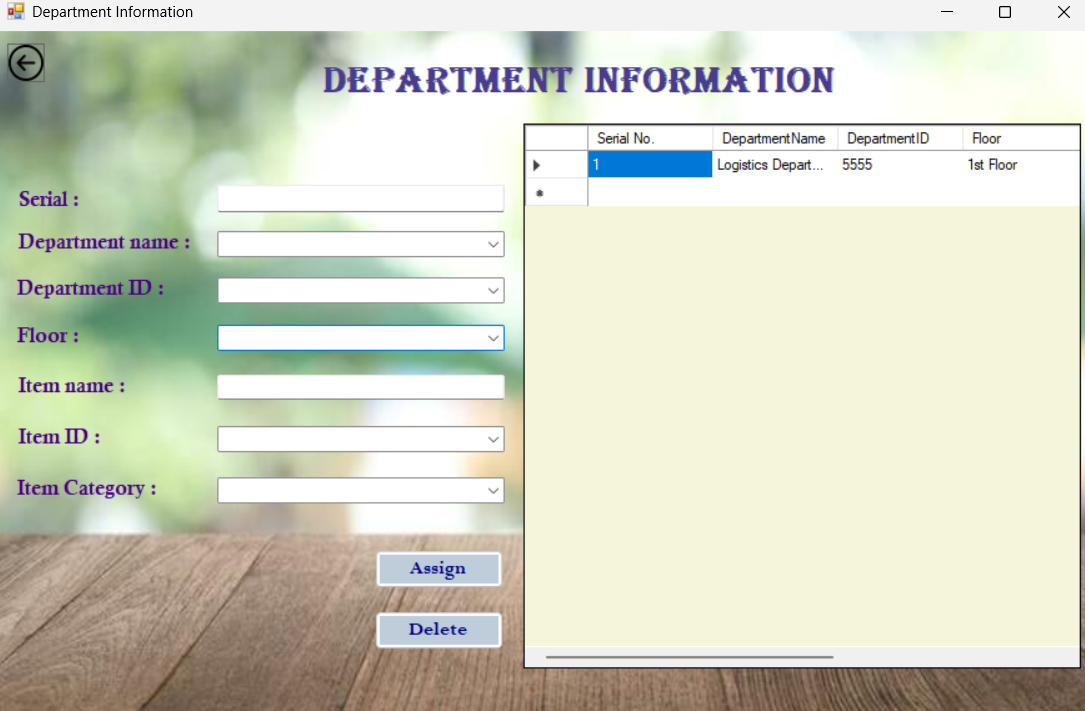 Department Information
DEPARTMENT INFORMATION
Serial No. DepartmentName DepartmentID Floor
1 Logistics Depart... 5555 1st Floor
Serial :
Department name :
Department ID :
Floor :
Item name :
Item ID :
Item Category :
Assign
Delete